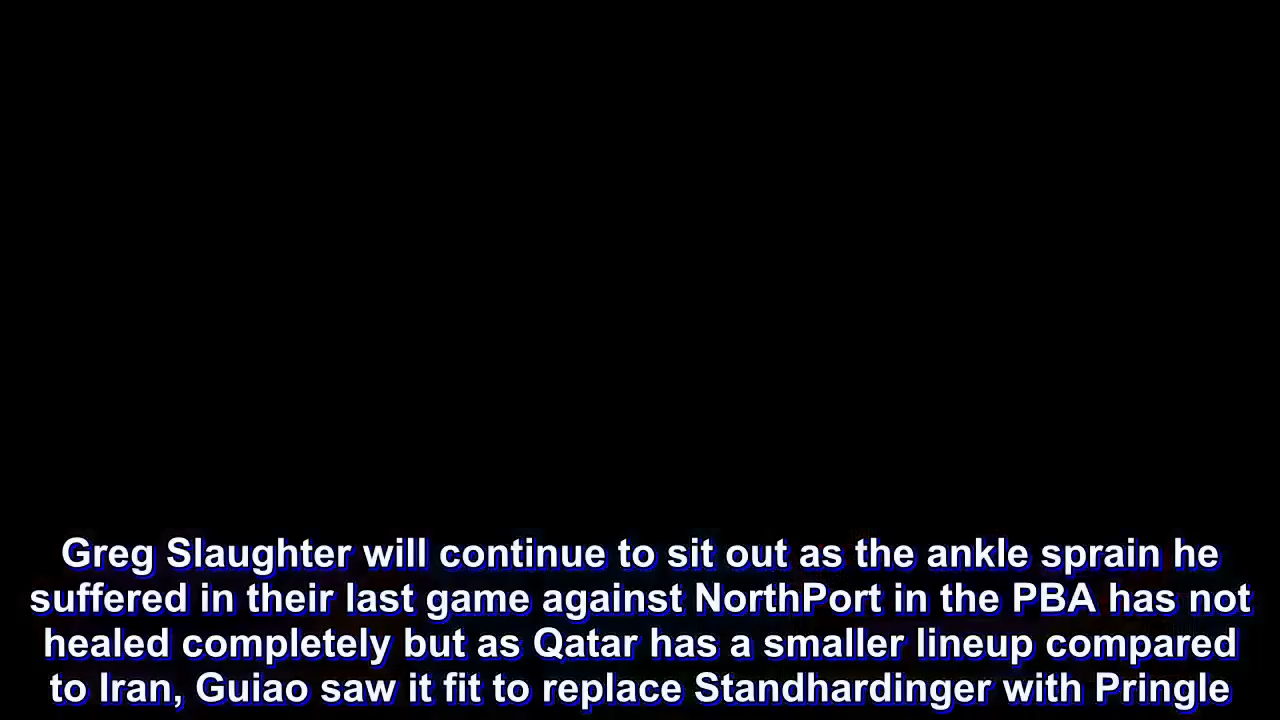 Greg Slaughter will continue to sit out as the ankle sprain he
suffered in their last game against NorthPort in the PBA has not
healed completely but as Qatar has a smaller lineup compared
to Iran, Guiao saw it fit to replace Standhardinger with Pringle